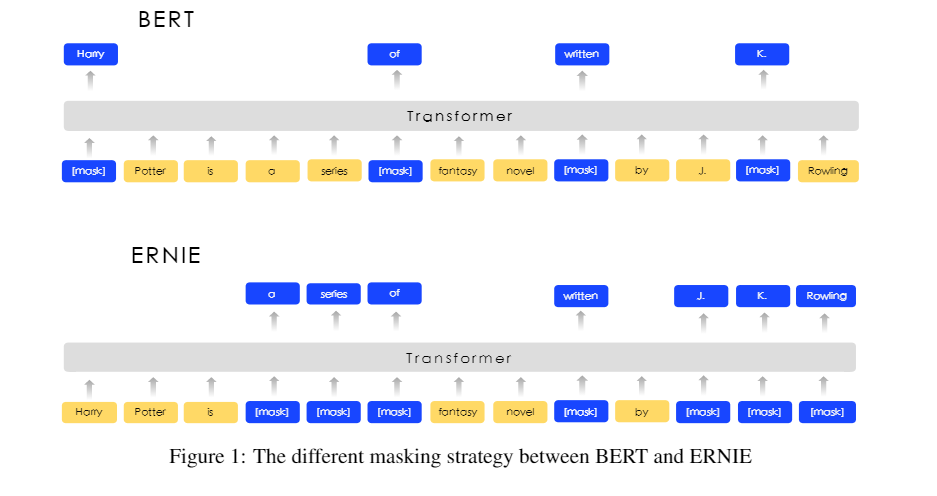 BERT
Harry of written K.
Transformer
[mask] Potter is a series [mask] fantasy novel [mask] by J. [mask] Rowling
ERNIE
a series of written J. K. Rowling
Transformer
Harry Potter is [mask] [mask] [mask] fantasy novel [mask] by [mask] [mask] [mask]
Figure 1: The different masking strategy between BERT and ERNIE